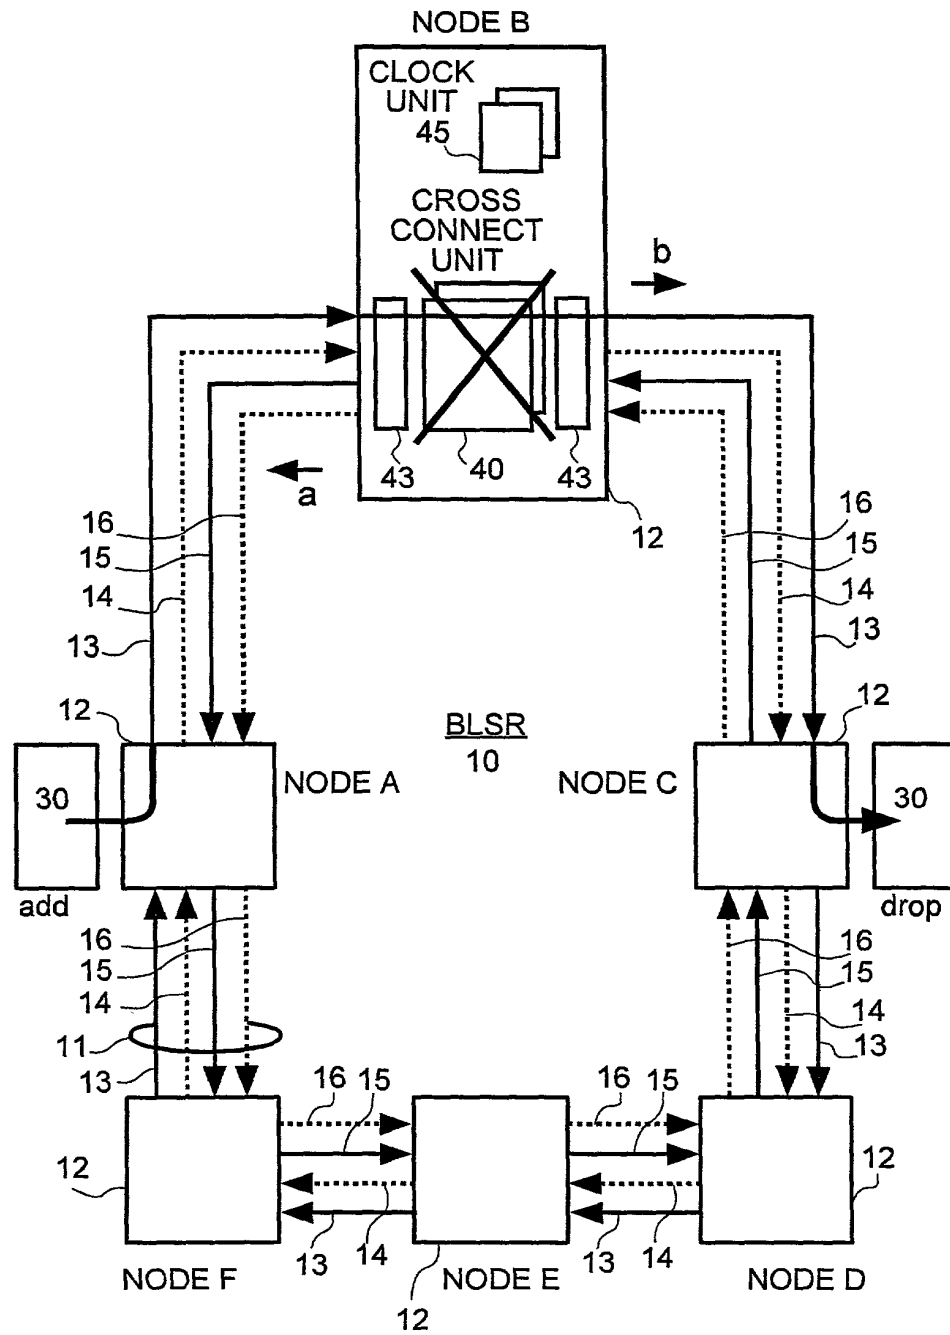 NODE B
CLOCK
UNIT
45
CROSS
CONNECT
UNIT
b
43
40
43
a
12
16
15
14
13
16
15
14
13
12
12
BLSR
10
30
NODE A
NODE C
30
add
drop
16
15
14
11
13
16
15
14
13
16
15
16
15
12
12
13
14
13
14
NODE F
NODE E
NODE D
12